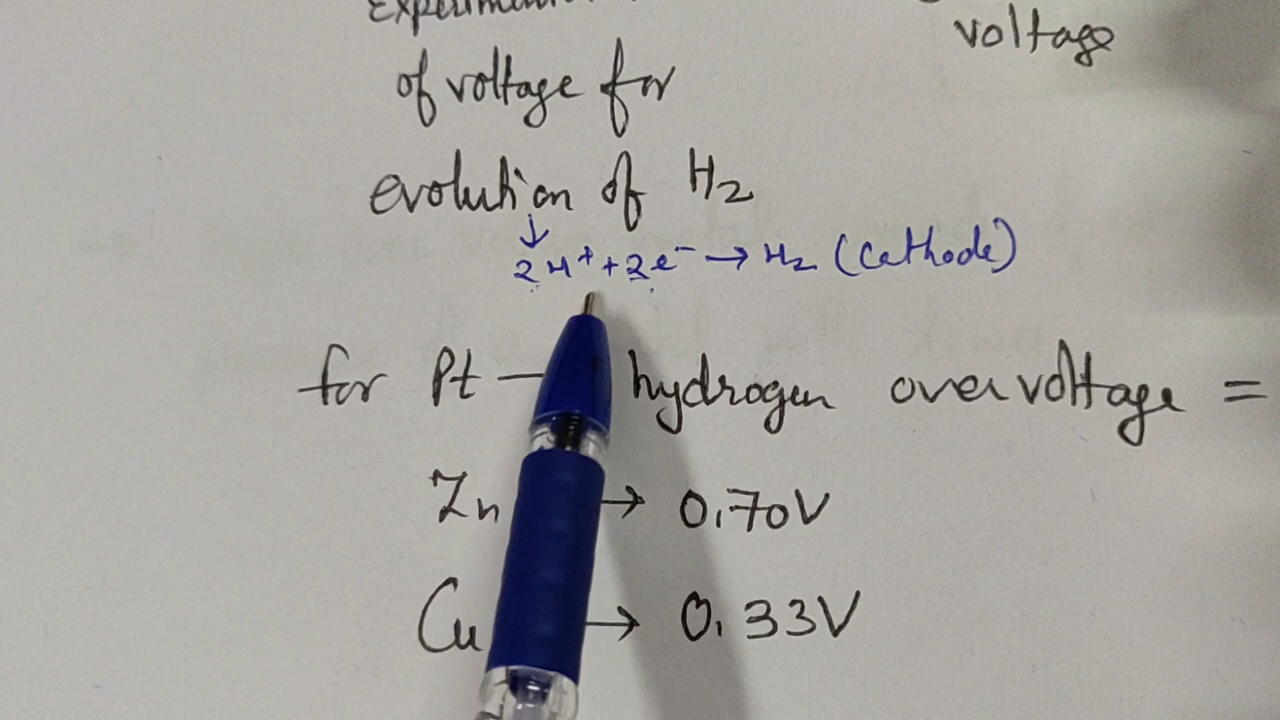 voltage
of voltage for
evolution of H₂
↓
2H⁺ + 2e⁻ → H₂ (Cathode)
for Pt — hydrogen overvoltage =
Zn → 0.70V
Cu → 0.33V